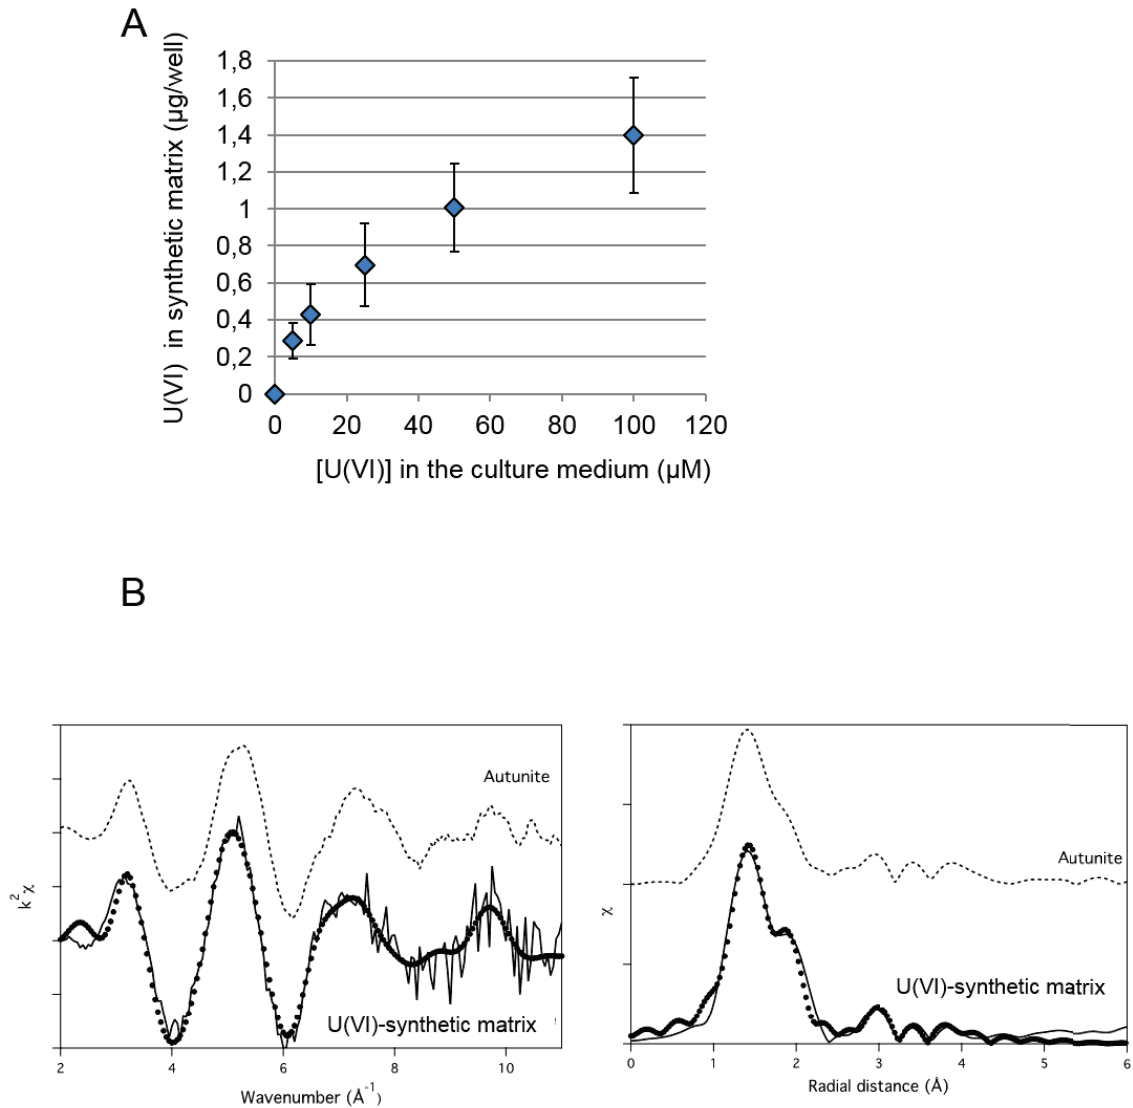 A
U(VI) in synthetic matrix (µg/well)
1,8
1,6
1,4
1,2
1
0,8
0,6
0,4
0,2
0
0 20 40 60 80 100 120
[U(VI)] in the culture medium (µM)
B
k²χ
Autunite
U(VI)-synthetic matrix
2 4 6 8 10
Wavenumber (Å⁻¹)
χ
Autunite
U(VI)-synthetic matrix
0 1 2 3 4 5 6
Radial distance (Å)